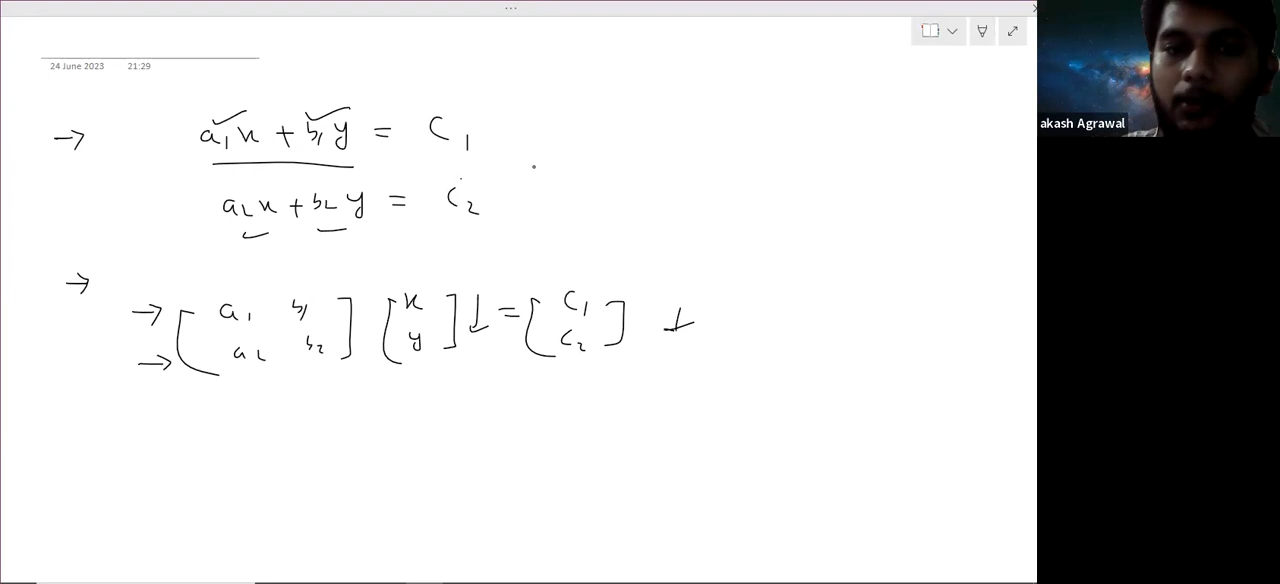 24 June 2023 21:29
akash Agrawal
→ a₁x + b₁y = C₁
a₂x + b₂y = C₂
→
→ [ a₁ b₁ ] [ x ] ↓ = [ C₁ ] ↓
→ [ a₂ b₂ ] [ y ] [ C₂ ]